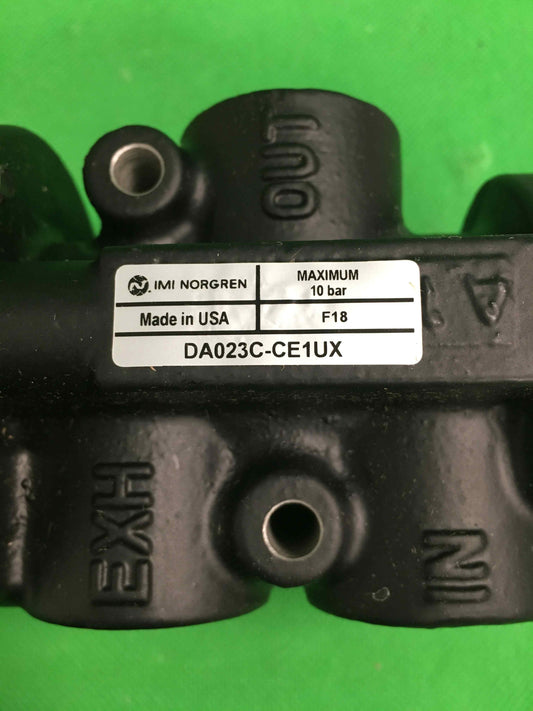 OUT
IMI NORGREN
MAXIMUM
10 bar
Made in USA
F18
DA023C-CE1UX
EXH
IN